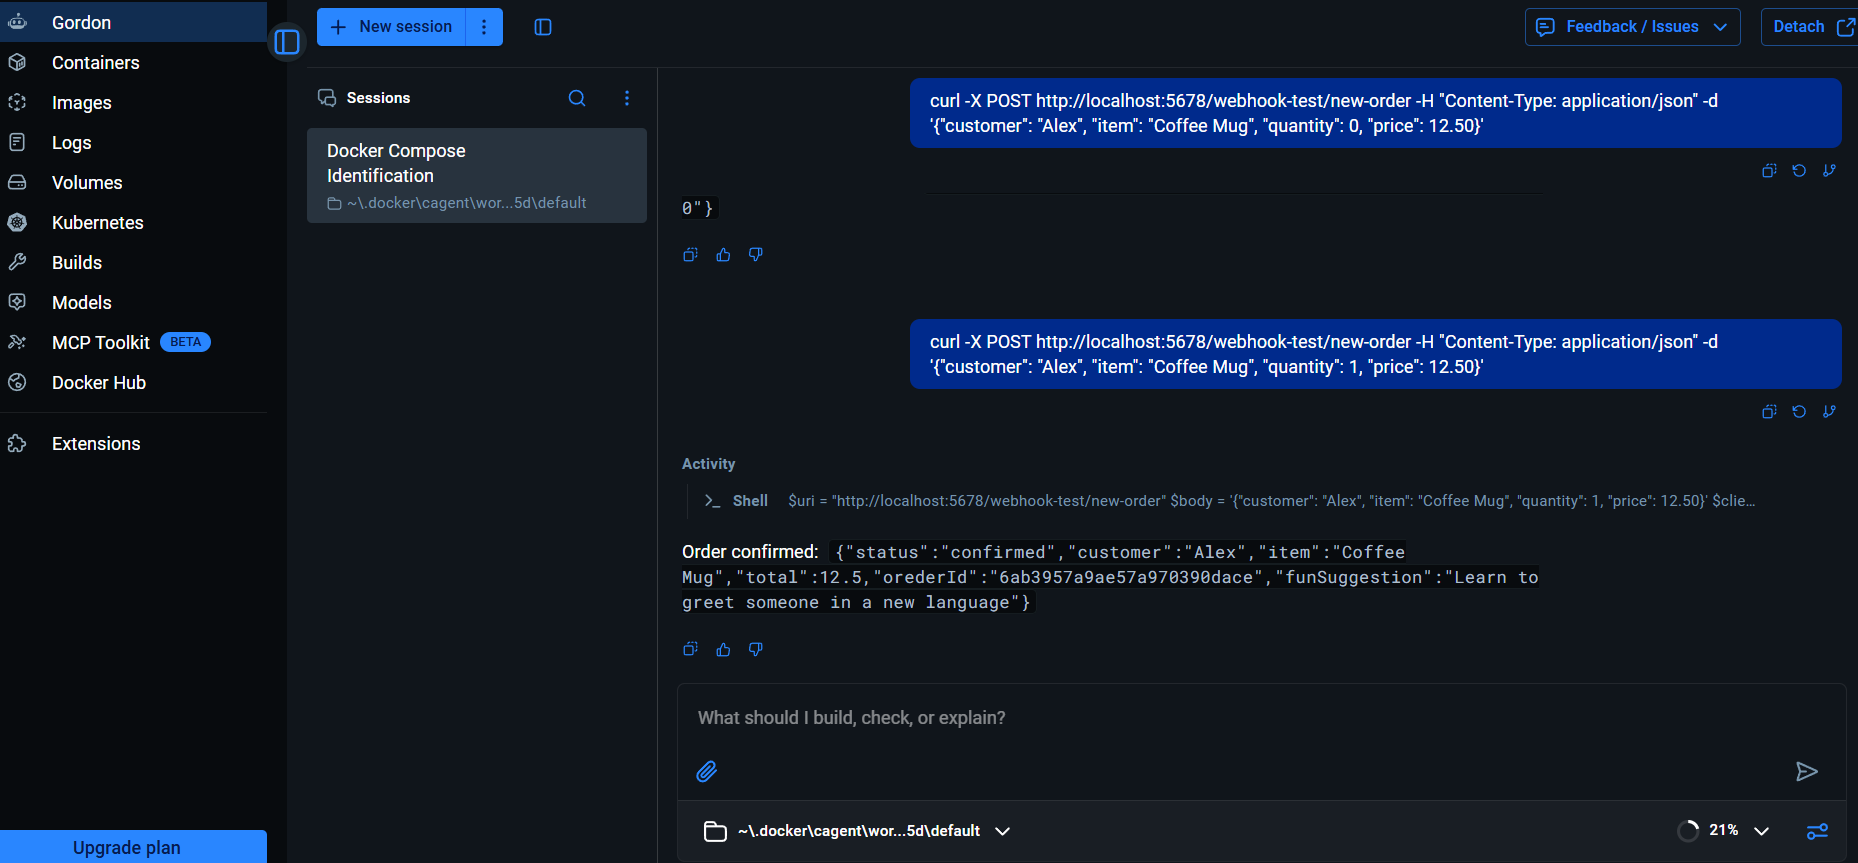 Gordon
Containers
Images
Logs
Volumes
Kubernetes
Builds
Models
MCP Toolkit BETA
Docker Hub
Extensions
Upgrade plan
New session
Feedback / Issues
Detach
Sessions
Docker Compose
Identification
~\.docker\cagent\wor...5d\default
curl -X POST http://localhost:5678/webhook-test/new-order -H "Content-Type: application/json" -d
'{"customer": "Alex", "item": "Coffee Mug", "quantity": 0, "price": 12.50}'
0"}
curl -X POST http://localhost:5678/webhook-test/new-order -H "Content-Type: application/json" -d
'{"customer": "Alex", "item": "Coffee Mug", "quantity": 1, "price": 12.50}'
Activity
Shell $uri = "http://localhost:5678/webhook-test/new-order" $body = '{"customer": "Alex", "item": "Coffee Mug", "quantity": 1, "price": 12.50}' $clie...
Order confirmed: {"status":"confirmed","customer":"Alex","item":"Coffee
Mug","total":12.5,"orederId":"6ab3957a9ae57a970390dace","funSuggestion":"Learn to
greet someone in a new language"}
What should I build, check, or explain?
~\.docker\cagent\wor...5d\default
21%